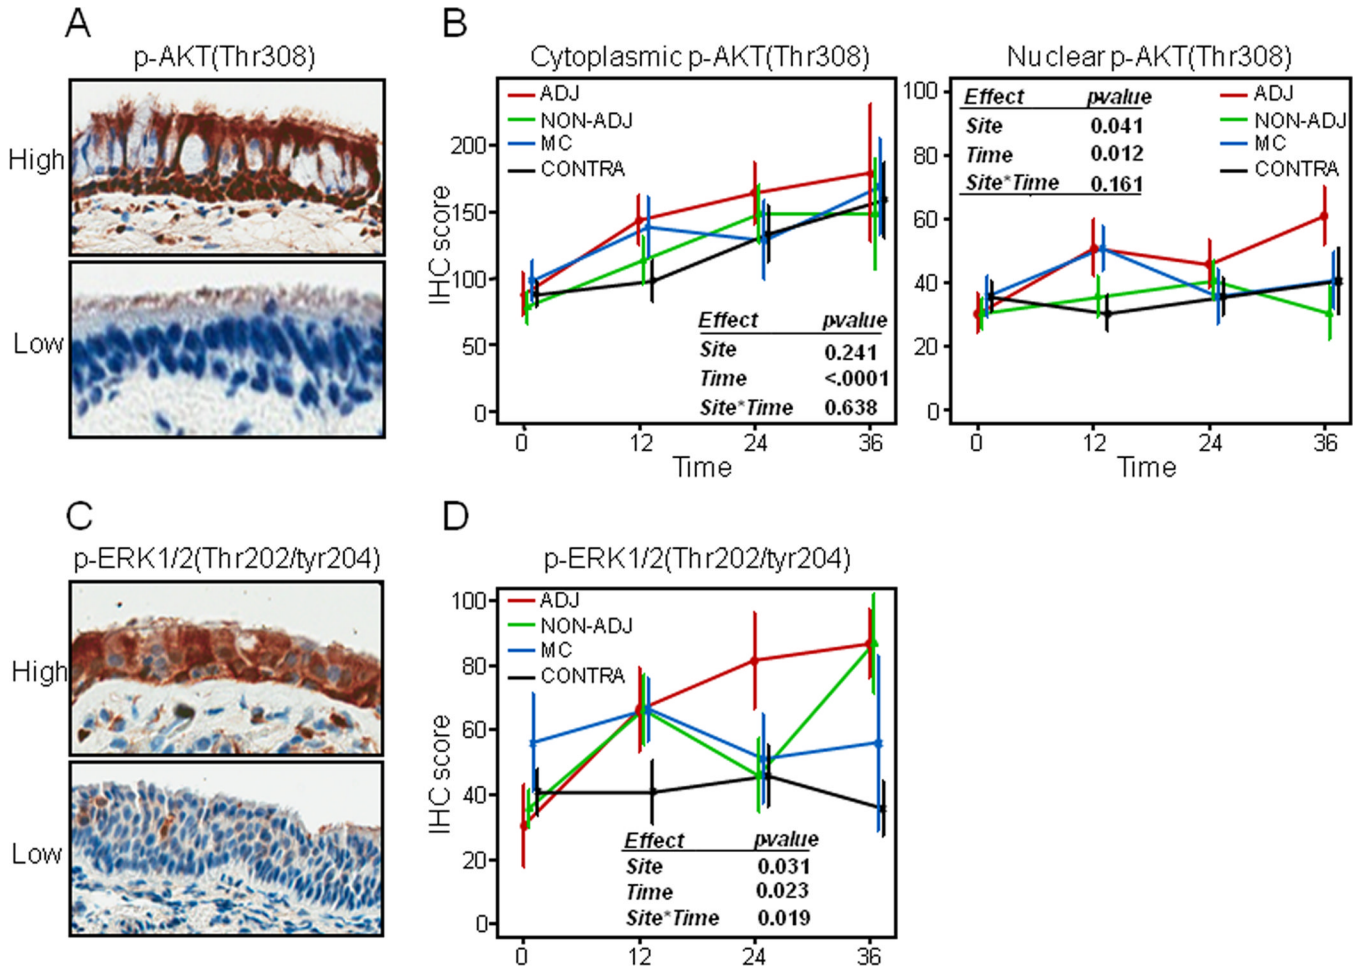 A
p-AKT(Thr308)
High
Low
B
Cytoplasmic p-AKT(Thr308)
ADJ
NON-ADJ
MC
CONTRA
IHC score
200
150
100
50
0
Effect pvalue
Site 0.241
Time <.0001
Site*Time 0.638
0 12 24 36
Time
Nuclear p-AKT(Thr308)
Effect pvalue
Site 0.041
Time 0.012
Site*Time 0.161
ADJ
NON-ADJ
MC
CONTRA
100
80
60
40
20
0
0 12 24 36
Time
C
p-ERK1/2(Thr202/tyr204)
High
Low
D
p-ERK1/2(Thr202/tyr204)
ADJ
NON-ADJ
MC
CONTRA
IHC score
100
80
60
40
20
0
Effect pvalue
Site 0.031
Time 0.023
Site*Time 0.019
0 12 24 36